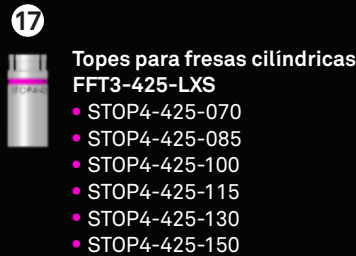 17
Topes para fresas cilíndricas
FFT3-425-LXS
• STOP4-425-070
• STOP4-425-085
• STOP4-425-100
• STOP4-425-115
• STOP4-425-130
• STOP4-425-150